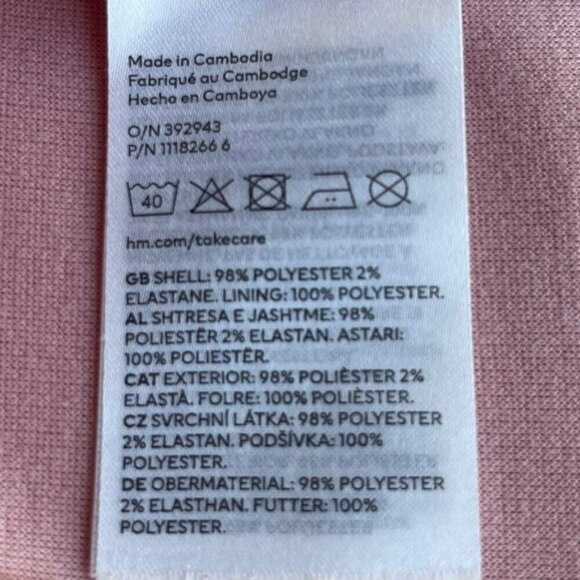 Made in Cambodia
Fabriqué au Cambodge
Hecho en Camboya
O/N 392943
P/N 1118266 6
40
hm.com/takecare
GB SHELL: 98% POLYESTER 2%
ELASTANE. LINING: 100% POLYESTER.
AL SHTRESA E JASHTME: 98%
POLIESTËR 2% ELASTAN. ASTARI:
100% POLIESTËR.
CAT EXTERIOR: 98% POLIÈSTER 2%
ELASTÀ. FOLRE: 100% POLIÈSTER.
CZ SVRCHNÍ LÁTKA: 98% POLYESTER
2% ELASTAN. PODŠÍVKA: 100%
POLYESTER.
DE OBERMATERIAL: 98% POLYESTER
2% ELASTHAN. FUTTER: 100%
POLYESTER.